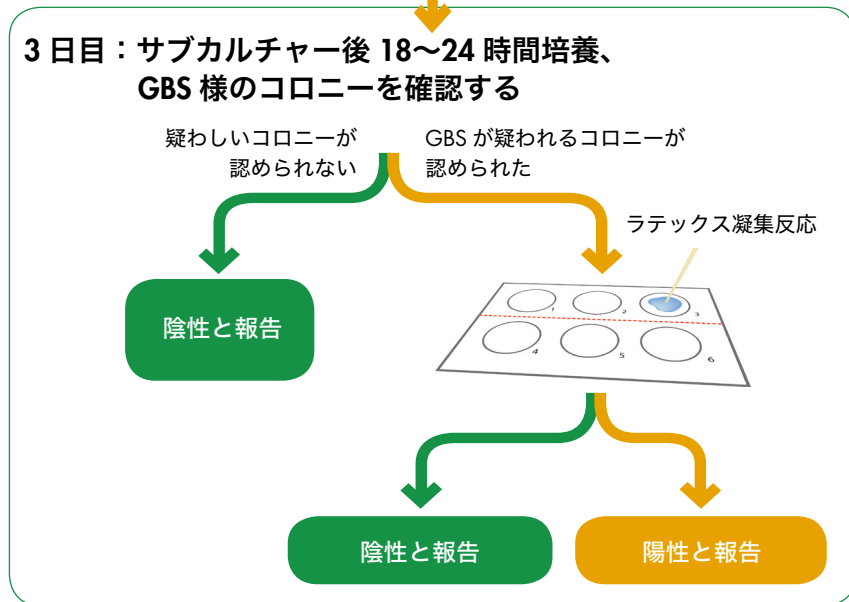 3日目：サブカルチャー後 18〜24 時間培養、
GBS 様のコロニーを確認する
疑わしいコロニーが
認められない
GBS が疑われるコロニーが
認められた
ラテックス凝集反応
陰性と報告
1
2
3
4
5
6
陰性と報告
陽性と報告